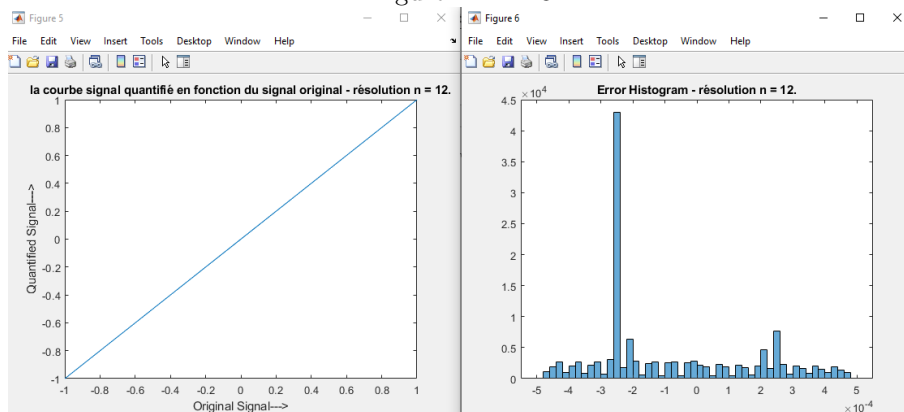 Figure 5
File Edit View Insert Tools Desktop Window Help
la courbe signal quantifié en fonction du signal original - résolution n = 12.
Quantified Signal--->
1
0.8
0.6
0.4
0.2
0
-0.2
-0.4
-0.6
-0.8
-1
-1 -0.8 -0.6 -0.4 -0.2 0 0.2 0.4 0.6 0.8 1
Original Signal--->
Figure 6
File Edit View Insert Tools Desktop Window Help
×10⁴
Error Histogram - résolution n = 12.
4.5
4
3.5
3
2.5
2
1.5
1
0.5
0
-5 -4 -3 -2 -1 0 1 2 3 4 5
×10⁻⁴